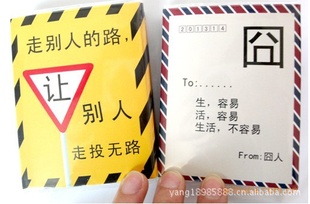 走别人的路，
让
别人
走投无路
201314
囧
To:......
生，容易
活，容易
生活，不容易
From:囧人
yang18985888.cn.alibaba.com